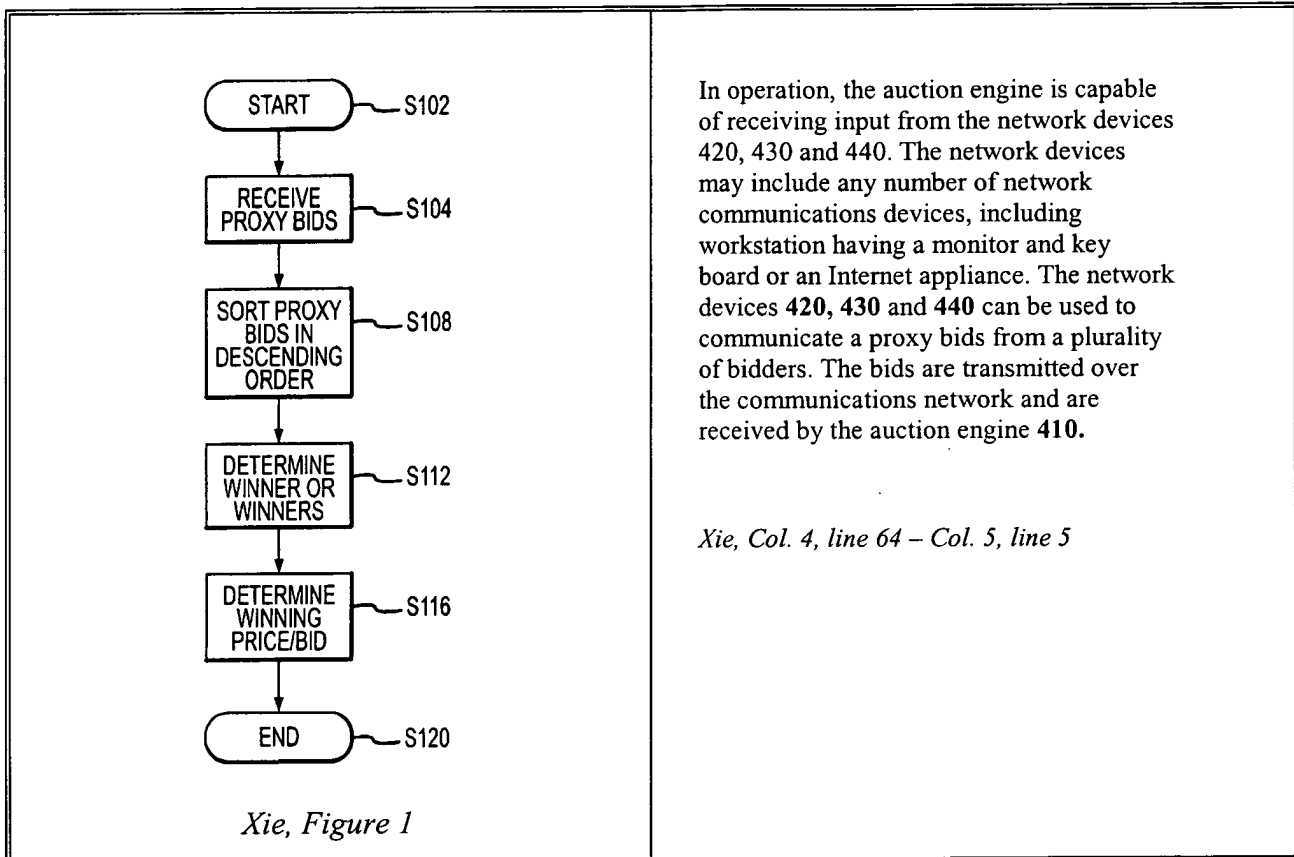 START
S102
RECEIVE
PROXY BIDS
S104
SORT PROXY
BIDS IN
DESCENDING
ORDER
S108
DETERMINE
WINNER OR
WINNERS
S112
DETERMINE
WINNING
PRICE/BID
S116
END
S120
Xie, Figure 1
In operation, the auction engine is capable
of receiving input from the network devices
420, 430 and 440. The network devices
may include any number of network
communications devices, including
workstation having a monitor and key
board or an Internet appliance. The network
devices 420, 430 and 440 can be used to
communicate a proxy bids from a plurality
of bidders. The bids are transmitted over
the communications network and are
received by the auction engine 410.
Xie, Col. 4, line 64 – Col. 5, line 5